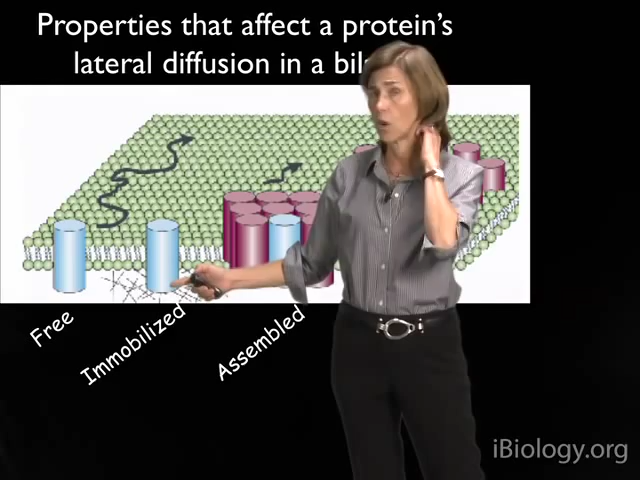 Properties that affect a protein's
lateral diffusion in a
Free
Immobilized
Assembled
iBiology.org